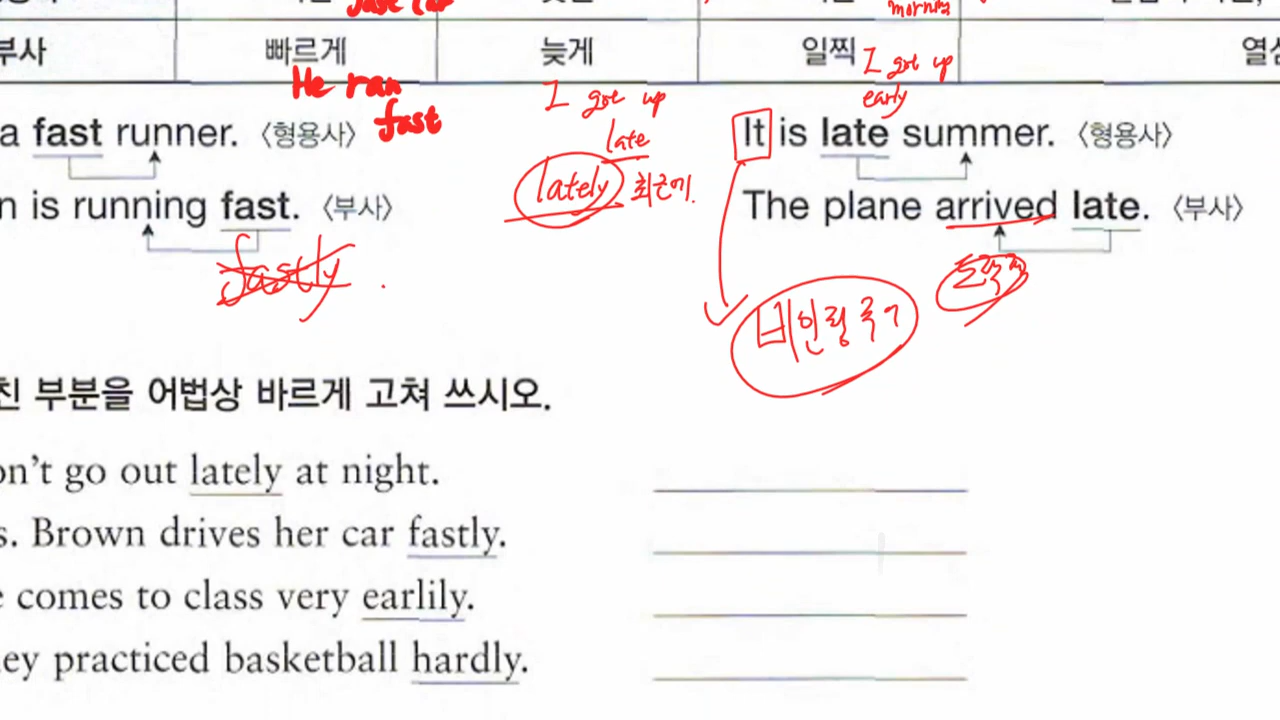 fast car
morning
부사 빠르게 늦게 일찍
He ran
fast
I got up
late
lately 최근에.
I got up
early
a fast runner. 〈형용사〉 It is late summer. 〈형용사〉
n is running fast. 〈부사〉 The plane arrived late. 〈부사〉
fastly
비인칭 주어
친 부분을 어법상 바르게 고쳐 쓰시오.
on't go out lately at night.
s. Brown drives her car fastly.
e comes to class very earlily.
ey practiced basketball hardly.